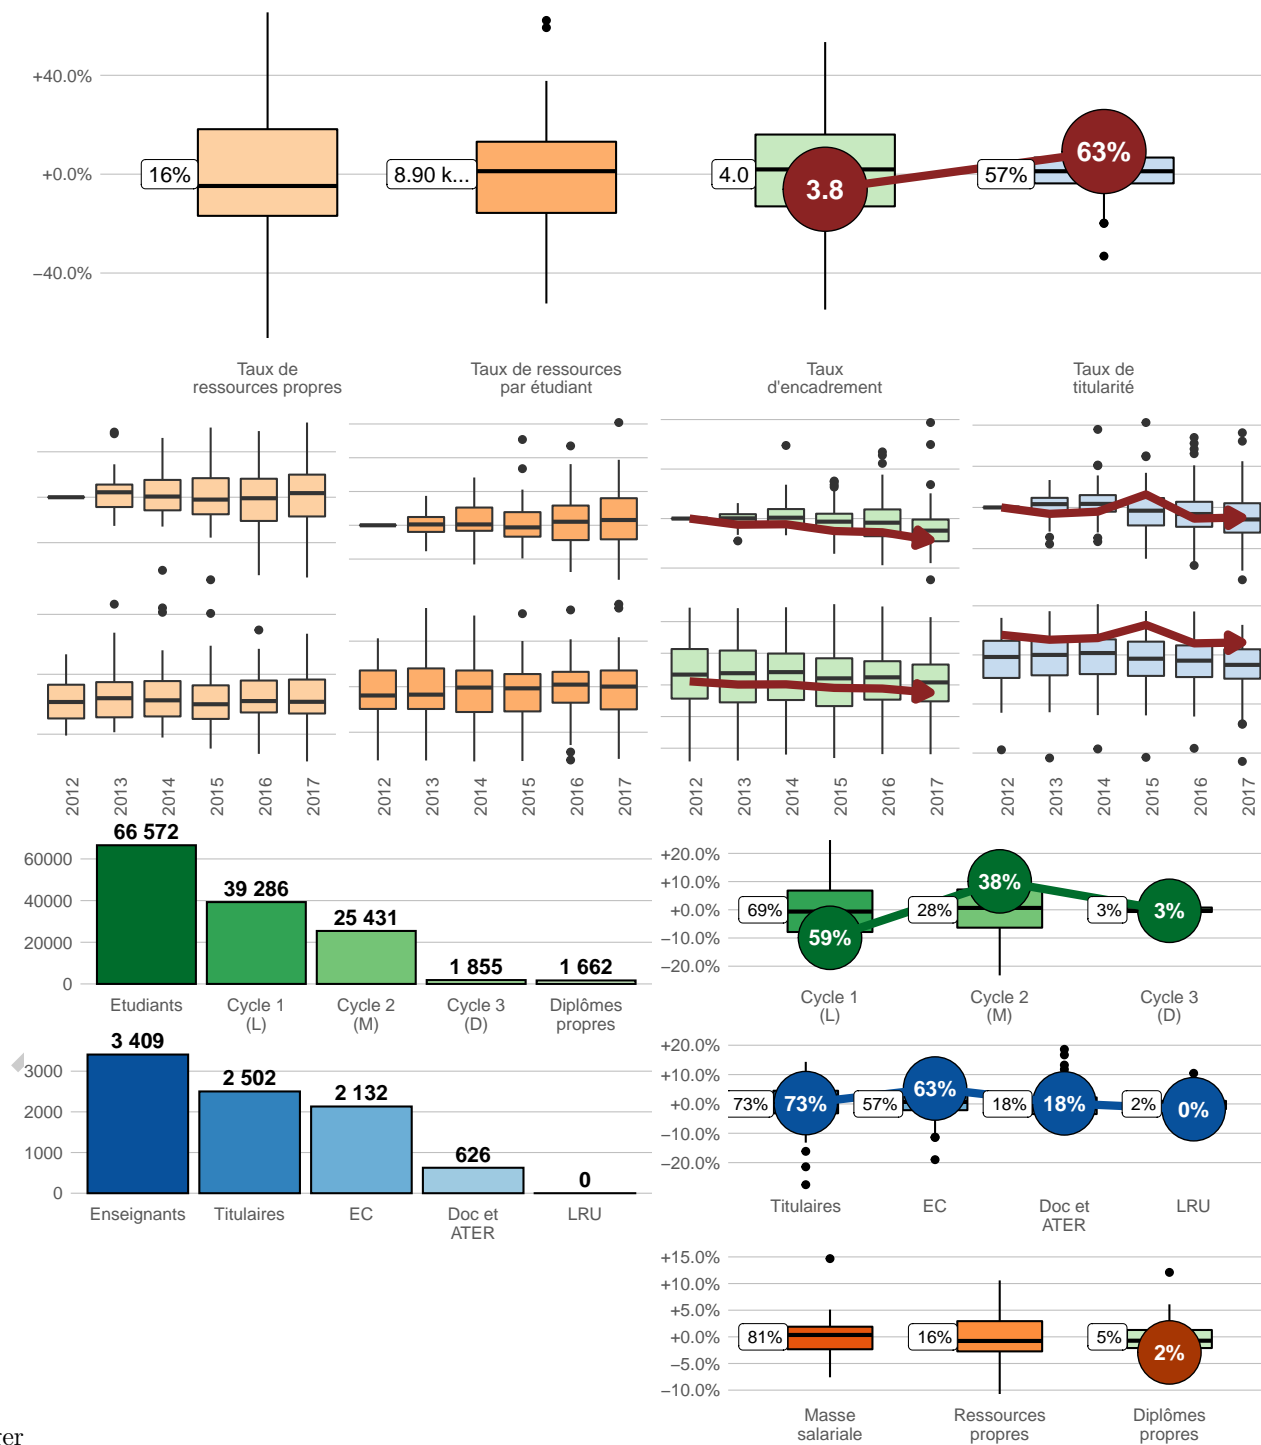 +40.0%
+0.0%
−40.0%
16%
8.90 k...
4.0
3.8
57%
63%
Taux de
ressources propres
Taux de ressources
par étudiant
Taux
d'encadrement
Taux de
titularité
2012
2013
2014
2015
2016
2017
2012
2013
2014
2015
2016
2017
2012
2013
2014
2015
2016
2017
2012
2013
2014
2015
2016
2017
60000
40000
20000
0
66 572
39 286
25 431
1 855
1 662
Etudiants
Cycle 1
(L)
Cycle 2
(M)
Cycle 3
(D)
Diplômes
propres
+20.0%
+10.0%
+0.0%
−10.0%
−20.0%
69%
59%
28%
38%
3%
3%
Cycle 1
(L)
Cycle 2
(M)
Cycle 3
(D)
3000
2000
1000
0
3 409
2 502
2 132
626
0
Enseignants
Titulaires
EC
Doc et
ATER
LRU
+20.0%
+10.0%
+0.0%
−10.0%
−20.0%
73%
73%
57%
63%
18%
18%
2%
0%
Titulaires
EC
Doc et
ATER
LRU
+15.0%
+10.0%
+5.0%
+0.0%
−5.0%
−10.0%
81%
16%
5%
2%
Masse
salariale
Ressources
propres
Diplômes
propres